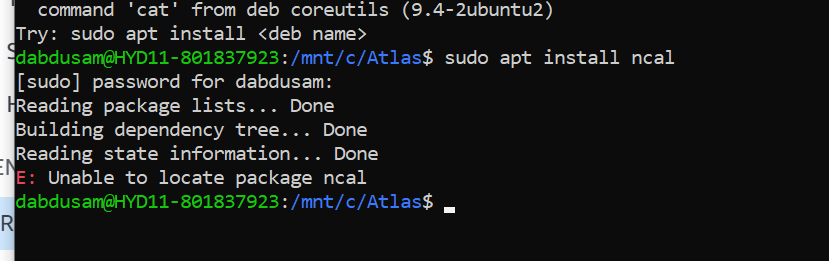 command 'cat' from deb coreutils (9.4-2ubuntu2)
Try: sudo apt install <deb name>
dabdusam@HYD11-801837923:/mnt/c/Atlas$ sudo apt install ncal
[sudo] password for dabdusam:
Reading package lists... Done
Building dependency tree... Done
Reading state information... Done
E: Unable to locate package ncal
dabdusam@HYD11-801837923:/mnt/c/Atlas$